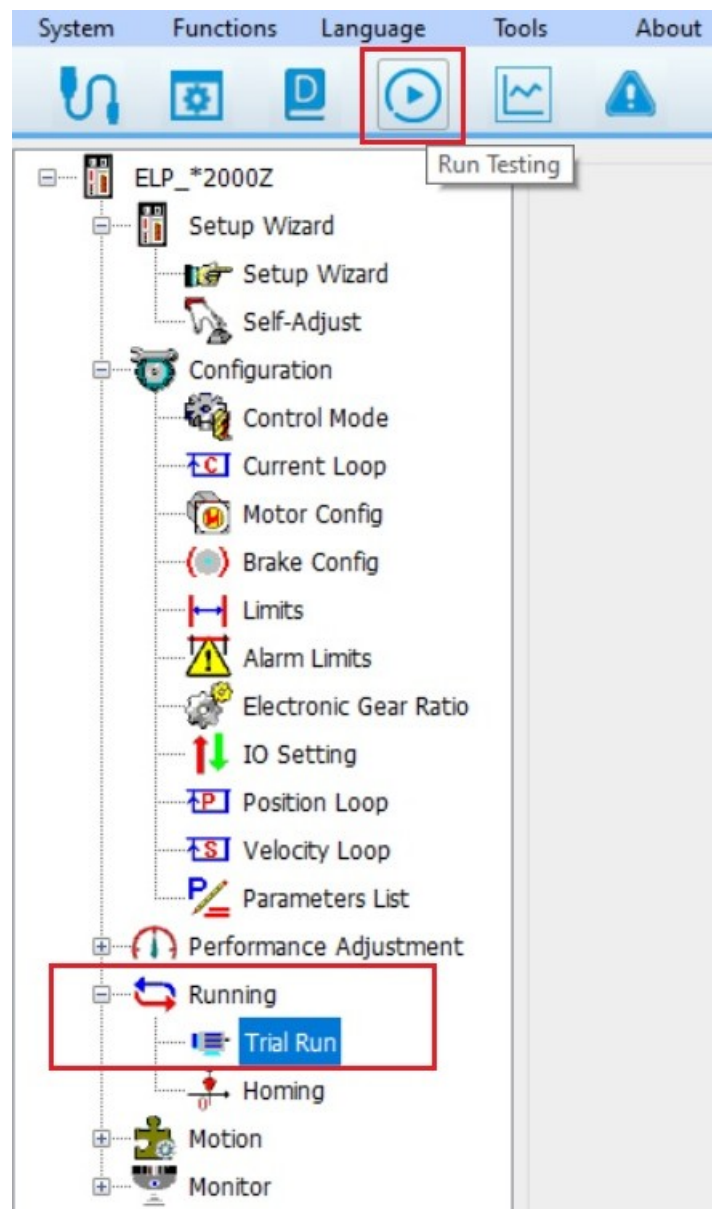 System Functions Language Tools About
D
Run Testing
ELP_*2000Z
Setup Wizard
Setup Wizard
Self-Adjust
Configuration
Control Mode
C
Current Loop
Motor Config
Brake Config
Limits
Alarm Limits
Electronic Gear Ratio
IO Setting
P
Position Loop
S
Velocity Loop
P
Parameters List
Performance Adjustment
Running
Trial Run
0
Homing
Motion
Monitor